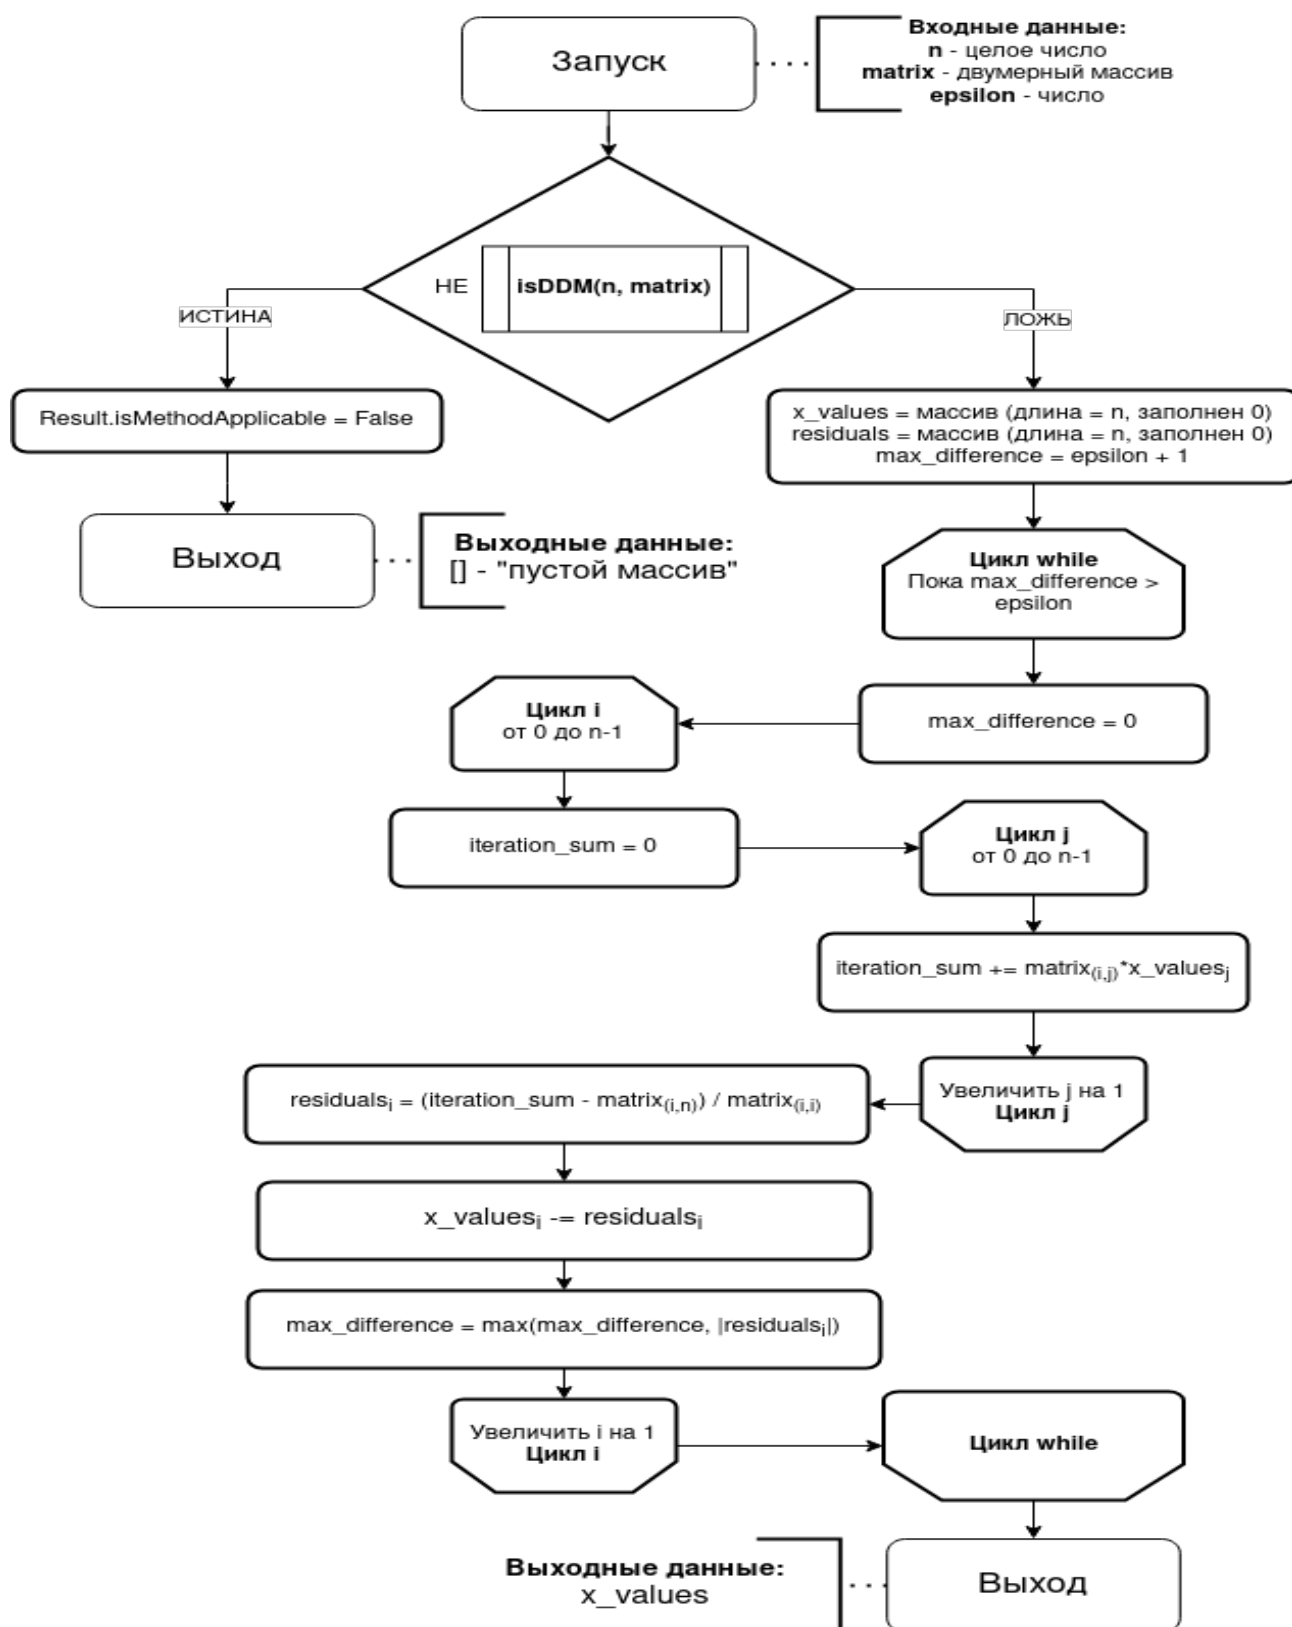 Запуск
Входные данные:
n - целое число
matrix - двумерный массив
epsilon - число
НЕ
isDDM(n, matrix)
ИСТИНА
ЛОЖЬ
Result.isMethodApplicable = False
x_values = массив (длина = n, заполнен 0)
residuals = массив (длина = n, заполнен 0)
max_difference = epsilon + 1
Выход
Выходные данные:
[] - "пустой массив"
Цикл while
Пока max_difference >
epsilon
max_difference = 0
Цикл i
от 0 до n-1
iteration_sum = 0
Цикл j
от 0 до n-1
iteration_sum += matrix(i,j)*x_valuesj
Увеличить j на 1
Цикл j
residualsi = (iteration_sum - matrix(i,n)) / matrix(i,i)
x_valuesi -= residualsi
max_difference = max(max_difference, |residualsi|)
Увеличить i на 1
Цикл i
Цикл while
Выходные данные:
x_values
Выход